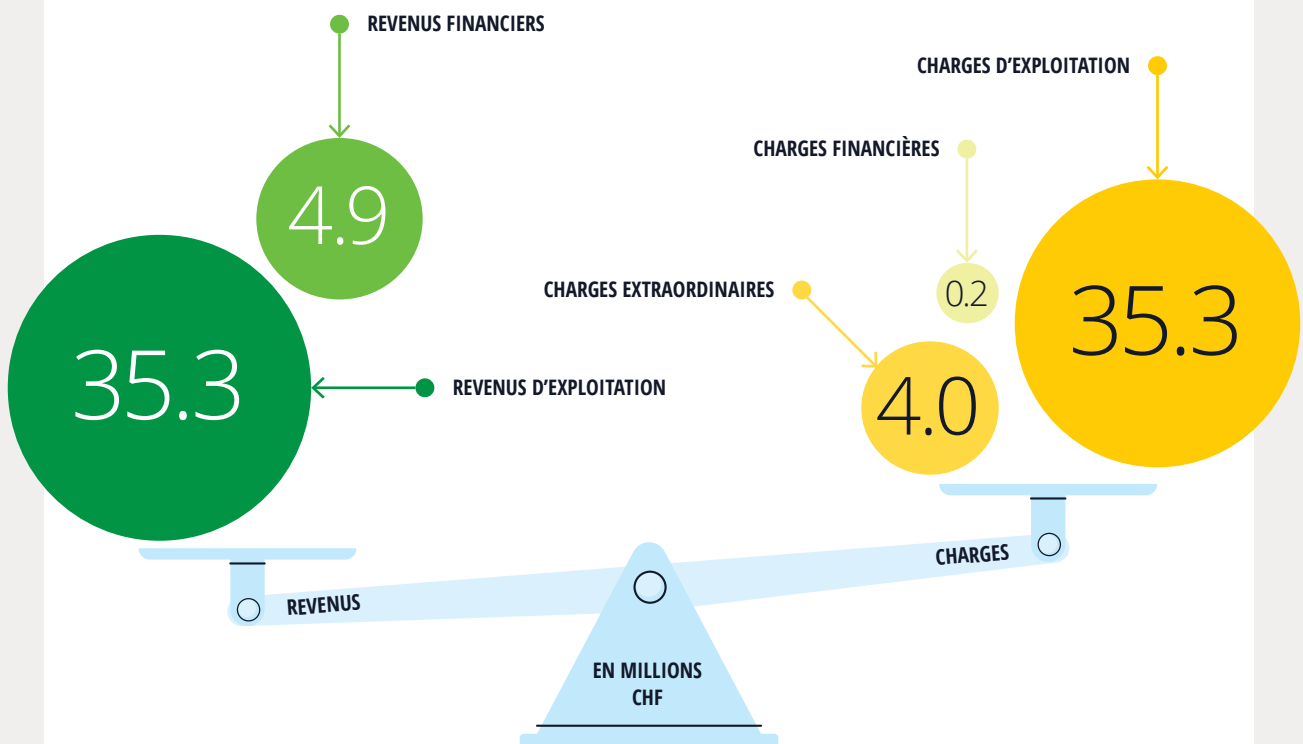 REVENUS FINANCIERS
4.9
35.3
REVENUS D'EXPLOITATION
CHARGES D'EXPLOITATION
35.3
CHARGES FINANCIÈRES
0.2
CHARGES EXTRAORDINAIRES
4.0
REVENUS
CHARGES
EN MILLIONS
CHF